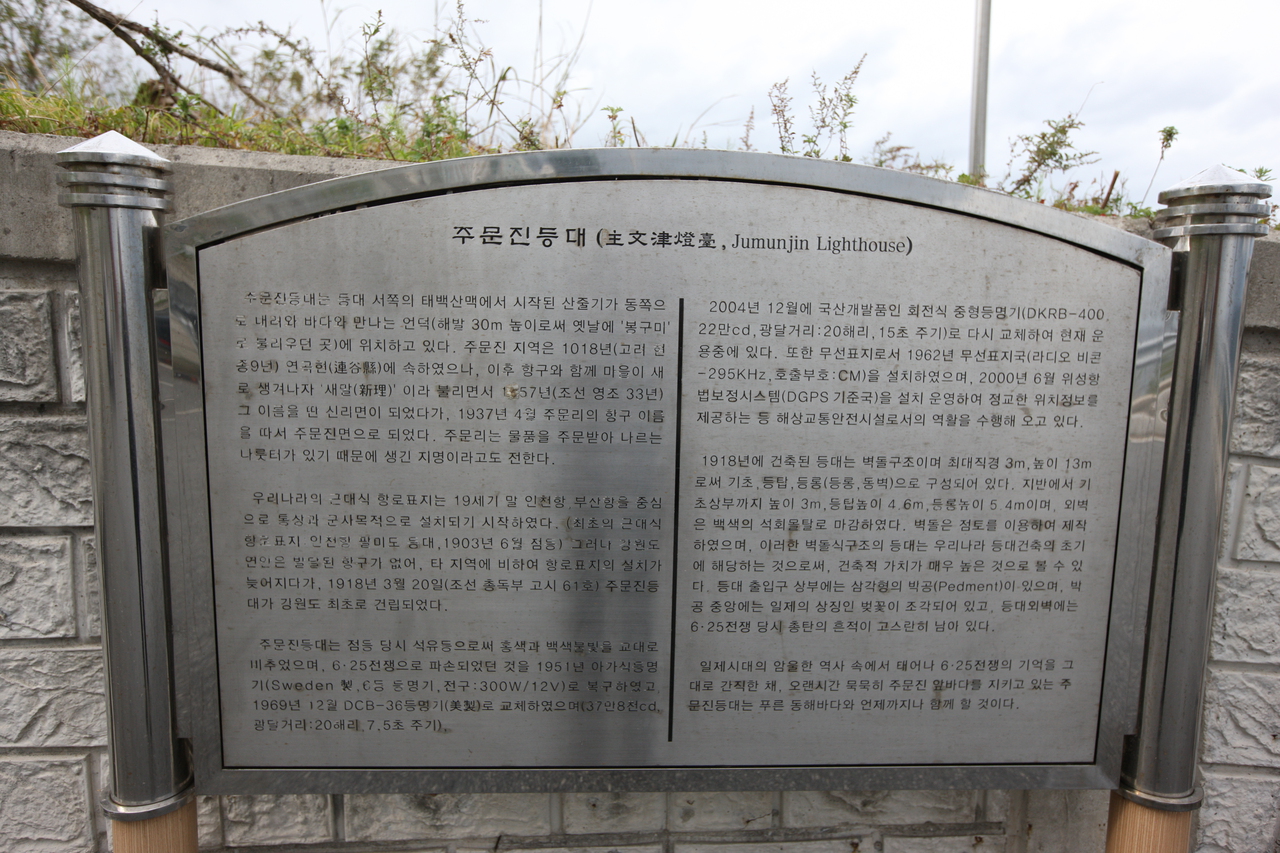 주문진등대 (主文津燈臺, Jumunjin Lighthouse)
주문진등대는 등대 서쪽의 태백산맥에서 시작된 산줄기가 동쪽으
로 내려와 바다와 만나는 언덕(해발 30m 높이로써 옛날에 '봉구미'
로 불리우던 곳)에 위치하고 있다. 주문진 지역은 1018년(고려 현
종9년) 연곡현(連谷縣)에 속하였으나, 이후 항구와 함께 마을이 새
로 생겨나자 '새말(新理)' 이라 불리면서 1757년(조선 영조 33년)
그 이름을 딴 신리면이 되었다가, 1937년 4월 주문리의 항구 이름
을 따서 주문진면으로 되었다. 주문리는 물품을 주문받아 나르는
나룻터가 있기 때문에 생긴 지명이라고도 전한다.
우리나라의 근대식 항로표지는 19세기 말 인천항,부산항을 중심
으로 통상과 군사목적으로 설치되기 시작하였다. (최초의 근대식
항로표지 인천항 팔미도 등대,1903년 6월 점등) 그러나 강원도
연안은 발달된 항구가 없어, 타 지역에 비하여 항로표지의 설치가
늦어지다가, 1918년 3월 20일(조선 총독부 고시 61호) 주문진등
대가 강원도 최초로 건립되었다.
주문진등대는 점등 당시 석유등으로써 홍색과 백색불빛을 교대로
비추었으며, 6·25전쟁으로 파손되었던 것을 1951년 아가식등명
기(Sweden 製, 등명기,전구:300W/12V)로 복구하였고,
1969년 12월 DCB-36등명기(美製)로 교체하였으며(37만8천cd,
광달거리:20해리,7.5초 주기),
2004년 12월에 국산개발품인 회전식 중형등명기(DKRB-400,
22만cd,광달거리:20해리,15초 주기)로 다시 교체하여 현재 운
용중에 있다. 또한 무선표지로서 1962년 무선표지국(라디오 비콘
-295KHz,호출부호:CM)을 설치하였으며, 2000년 6월 위성항
법보정시스템(DGPS 기준국)을 설치 운영하여 정교한 위치정보를
제공하는 등 해상교통안전시설로서의 역활을 수행해 오고 있다.
1918년에 건축된 등대는 벽돌구조이며 최대직경 3m,높이 13m
로써 기초,등탑,등롱(등롱,동벽)으로 구성되어 있다. 지반에서 기
초상부까지 높이 3m,등탑높이 4.6m,등롱높이 5.4m이며, 외벽
은 백색의 석회몰탈로 마감하였다. 벽돌은 점토를 이용하여 제작
하였으며, 이러한 벽돌식구조의 등대는 우리나라 등대건축의 초기
에 해당하는 것으로써, 건축적 가치가 매우 높은 것으로 볼 수 있
다. 등대 출입구 상부에는 삼각형의 박공(Pedment)이 있으며, 박
공 중앙에는 일제의 상징인 벚꽃이 조각되어 있고, 등대외벽에는
6·25전쟁 당시 총탄의 흔적이 고스란히 남아 있다.
일제시대의 암울한 역사 속에서 태어나 6·25전쟁의 기억을 그
대로 간직한 채, 오랜시간 묵묵히 주문진 앞바다를 지키고 있는 주
문진등대는 푸른 동해바다와 언제까지나 함께 할 것이다.